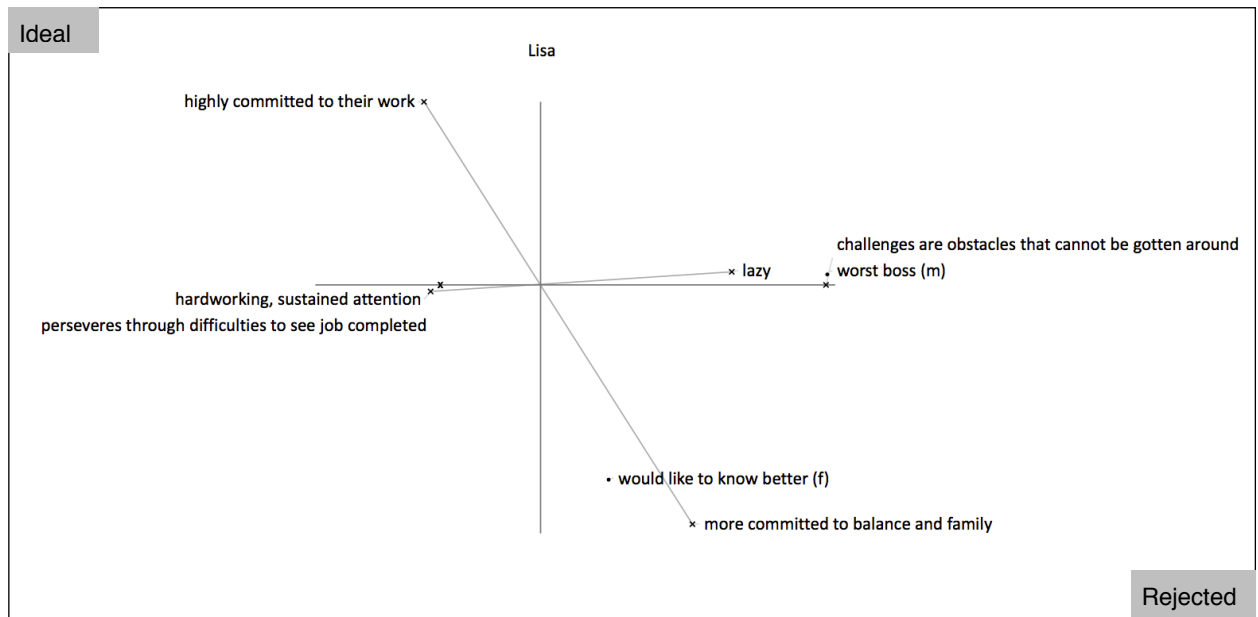 Ideal
Lisa
highly committed to their work
challenges are obstacles that cannot be gotten around
lazy
worst boss (m)
hardworking, sustained attention
perseveres through difficulties to see job completed
would like to know better (f)
more committed to balance and family
Rejected